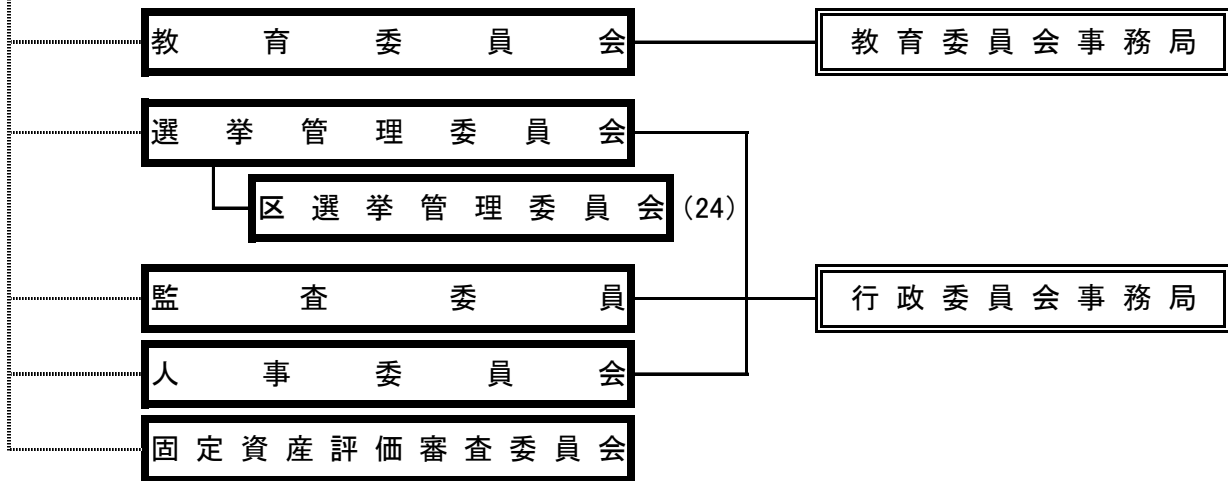 教育委員会
教育委員会事務局
選挙管理委員会
区選挙管理委員会(24)
監査委員
行政委員会事務局
人事委員会
固定資産評価審査委員会